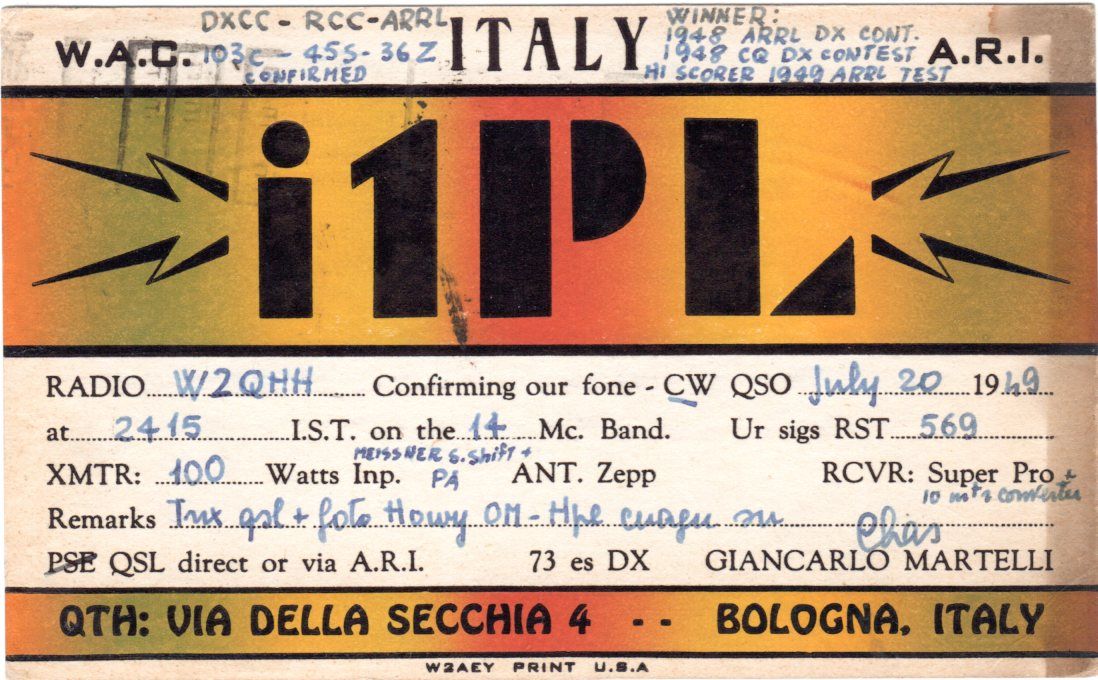 DXCC - RCC-ARRL
W.A.C. 103c - 45S - 36Z
CONFIRMED
ITALY
WINNER:
1948 ARRL DX CONT.
1948 CQ DX CONTEST
HI SCORER 1949 ARRL TEST
A.R.I.
i1PL
RADIO W2QHH Confirming our fone - CW QSO July 20 1949
at 2415 I.S.T. on the 14 Mc. Band. Ur sigs RST 569
MEISSNER S. Shift +
XMTR: 100 Watts Inp. PA ANT. Zepp RCVR: Super Pro +
10 mt s converter
Remarks Tnx qsl + foto Howy OM - Hpe cuagn sn
Chas
PSE QSL direct or via A.R.I. 73 es DX GIANCARLO MARTELLI
QTH: VIA DELLA SECCHIA 4 - - BOLOGNA, ITALY
W2AEY PRINT U.S.A